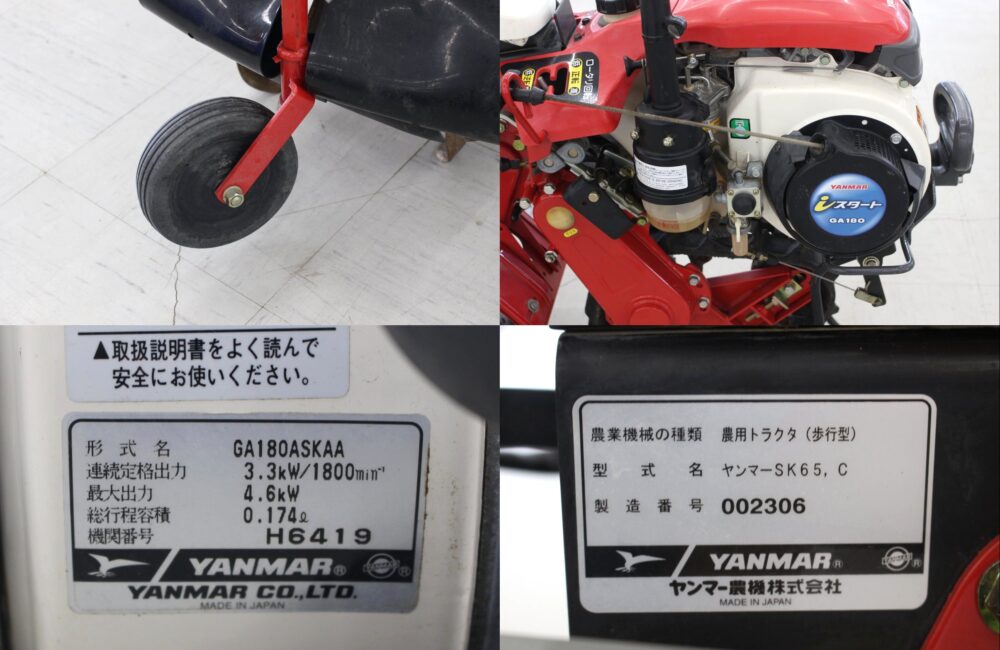 ロータリ回転
正転
YANMAR
iスタート
GA180
▲取扱説明書をよく読んで
安全にお使いください。
形式名 GA180ASKAA
連続定格出力 3.3kW/1800min⁻¹
最大出力 4.6kW
総行程容積 0.174ℓ
機関番号 H6419
YANMAR®
YANMAR CO.,LTD.
MADE IN JAPAN
農業機械の種類 農用トラクタ(歩行型)
型式名 ヤンマーSK65, C
製造番号 002306
YANMAR®
ヤンマー農機株式会社
MADE IN JAPAN